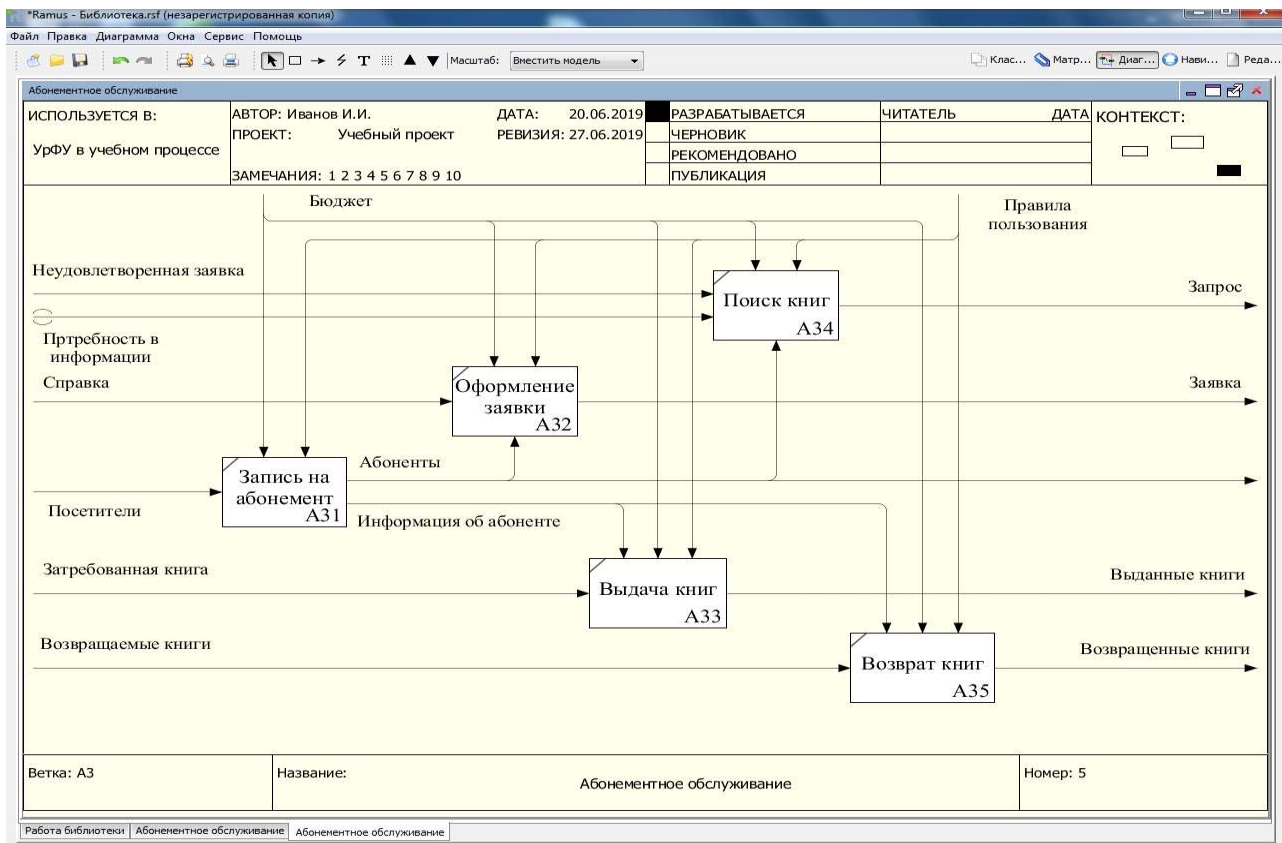 *Ramus - Библиотека.rsf (незарегистрированная копия)
Файл Правка Диаграмма Окна Сервис Помощь
Масштаб: Вместить модель Клас... Матр... Диаг... Нави... Реда...
Абонементное обслуживание
ИСПОЛЬЗУЕТСЯ В:
УрФУ в учебном процессе
АВТОР: Иванов И.И. ДАТА: 20.06.2019
ПРОЕКТ: Учебный проект РЕВИЗИЯ: 27.06.2019
ЗАМЕЧАНИЯ: 1 2 3 4 5 6 7 8 9 10
РАЗРАБАТЫВАЕТСЯ
ЧЕРНОВИК
РЕКОМЕНДОВАНО
ПУБЛИКАЦИЯ
ЧИТАТЕЛЬ ДАТА
КОНТЕКСТ:
Бюджет
Правила
пользования
Неудовлетворенная заявка
Запрос
Поиск книг
A34
Пртребность в
информации
Справка
Оформление
заявки
A32
Заявка
Абоненты
Запись на
абонемент
A31
Посетители
Информация об абоненте
Затребованная книга
Выдача книг
A33
Выданные книги
Возвращаемые книги
Возврат книг
A35
Возвращенные книги
Ветка: A3
Название:
Абонементное обслуживание
Номер: 5
Работа библиотеки Абонементное обслуживание Абонементное обслуживание